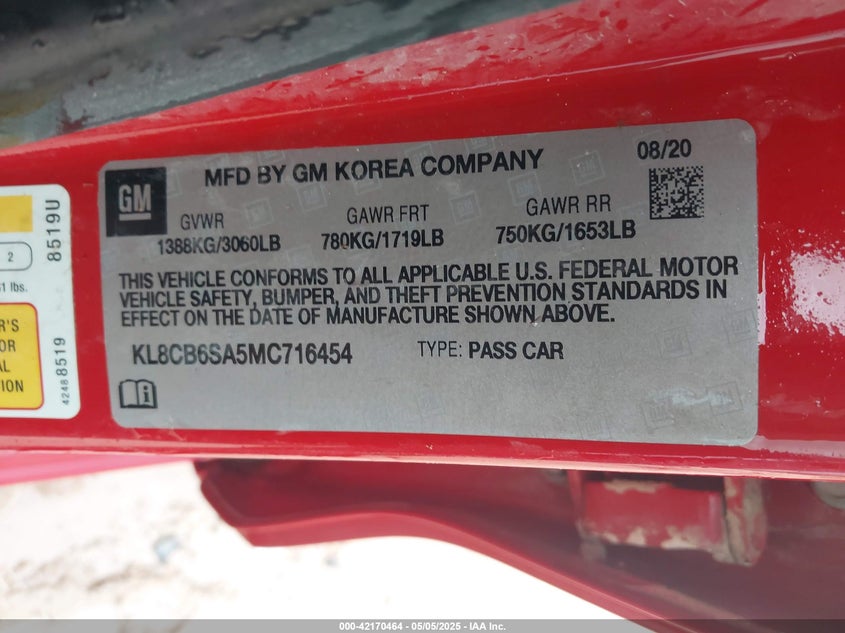 GM
MFD BY GM KOREA COMPANY
08/20
GVWR
GAWR FRT
GAWR RR
1388KG/3060LB
780KG/1719LB
750KG/1653LB
THIS VEHICLE CONFORMS TO ALL APPLICABLE U.S. FEDERAL MOTOR
VEHICLE SAFETY, BUMPER, AND THEFT PREVENTION STANDARDS IN
EFFECT ON THE DATE OF MANUFACTURE SHOWN ABOVE.
KL8CB6SA5MC716454
TYPE: PASS CAR
2
lbs.
8519U
42488519
000-42170464 - 05/05/2025 - IAA Inc.